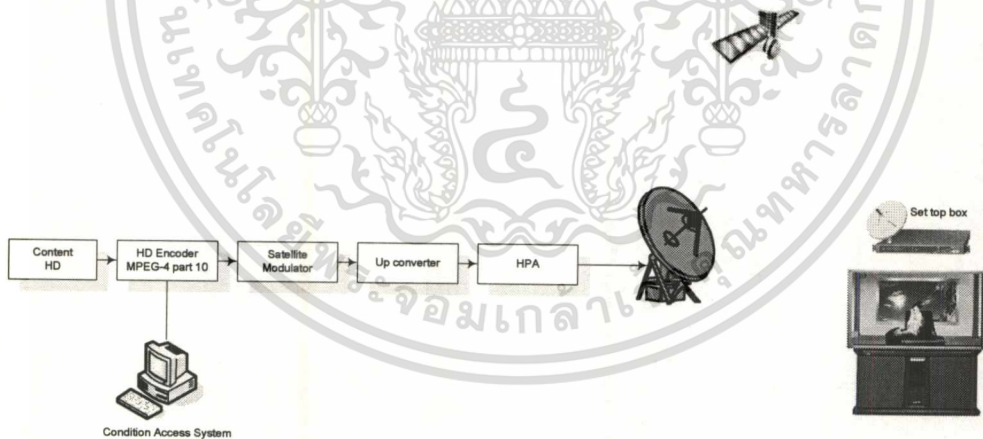 Set top box
Content
HD
HD Encoder
MPEG-4 part 10
Satellite
Modulator
Up converter
HPA
Condition Access System